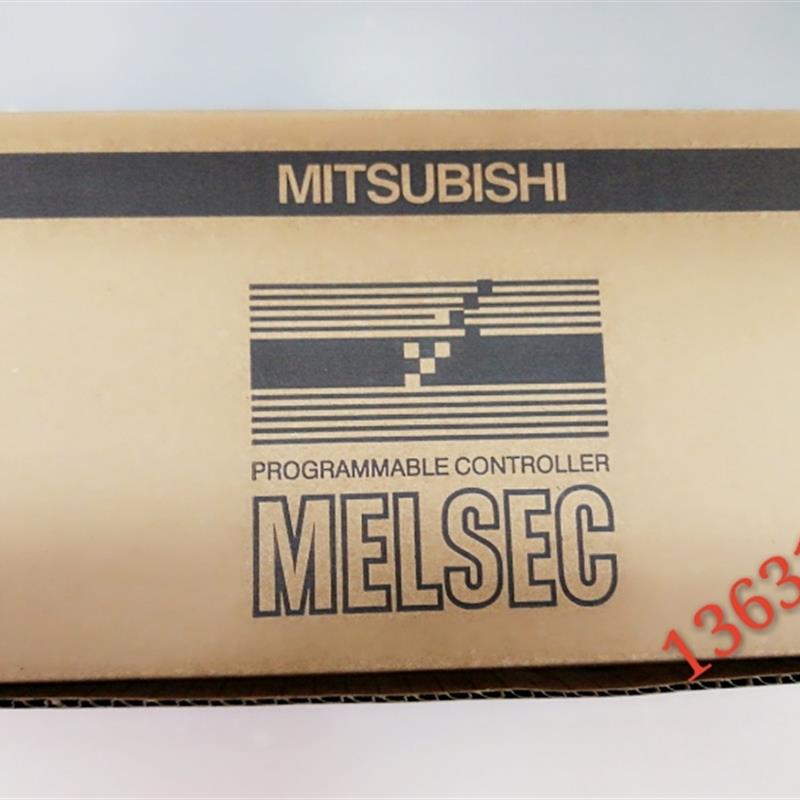 MITSUBISHI
PROGRAMMABLE CONTROLLER
MELSEC
1363